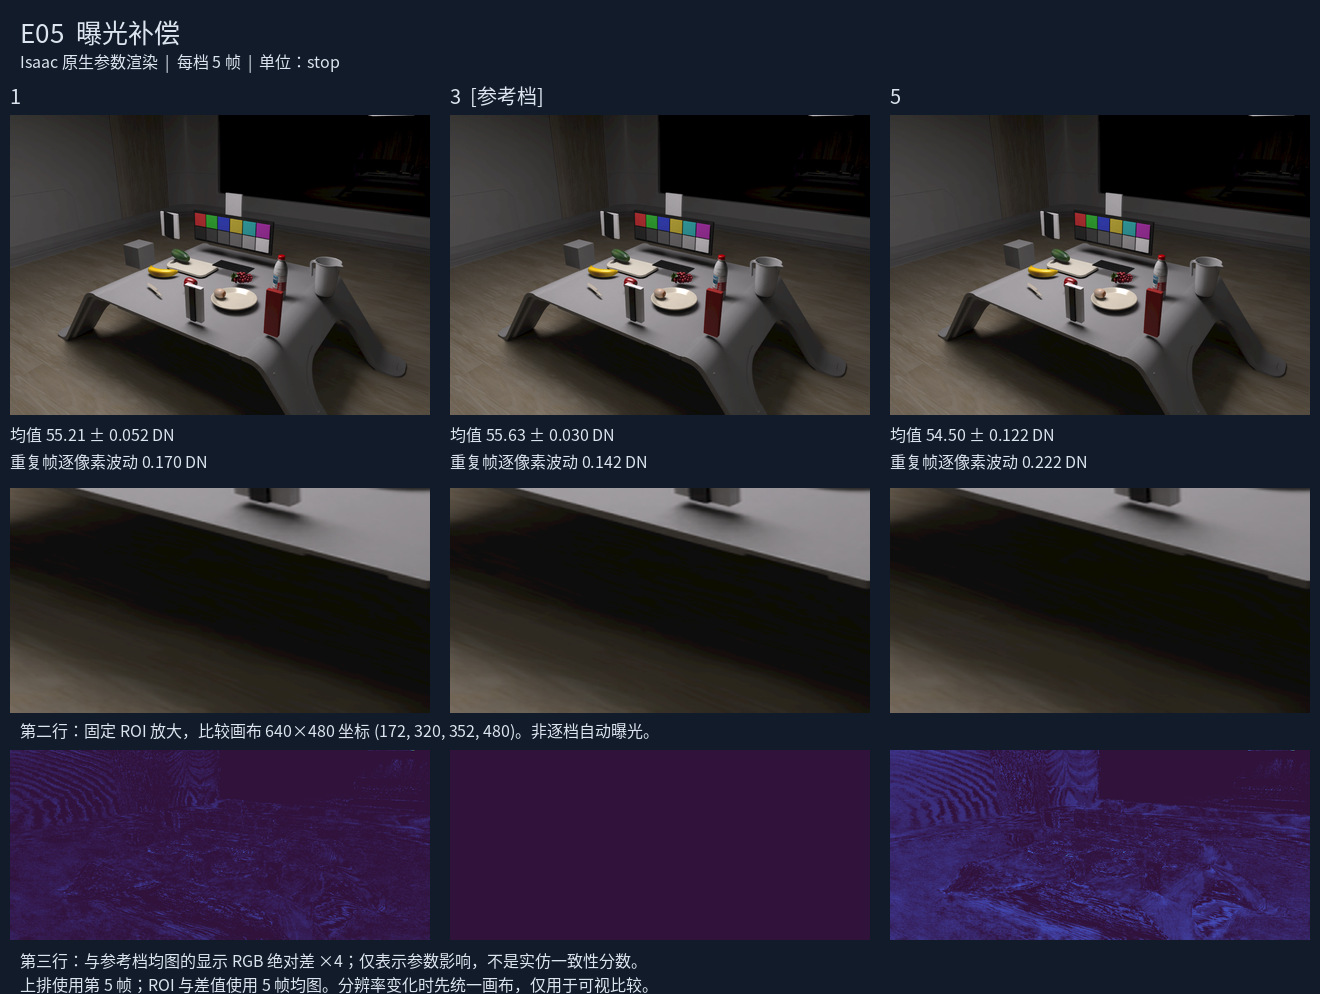 E05 曝光补偿
Isaac 原生参数渲染 | 每档 5 帧 | 单位：stop
1
3 [参考档]
5
均值 55.21 ± 0.052 DN
重复帧逐像素波动 0.170 DN
均值 55.63 ± 0.030 DN
重复帧逐像素波动 0.142 DN
均值 54.50 ± 0.122 DN
重复帧逐像素波动 0.222 DN
第二行：固定 ROI 放大，比较画布 640×480 坐标 (172, 320, 352, 480)。非逐档自动曝光。
第三行：与参考档均图的显示 RGB 绝对差 ×4；仅表示参数影响，不是实仿一致性分数。
上排使用第 5 帧；ROI 与差值使用 5 帧均图。分辨率变化时先统一画布，仅用于可视比较。